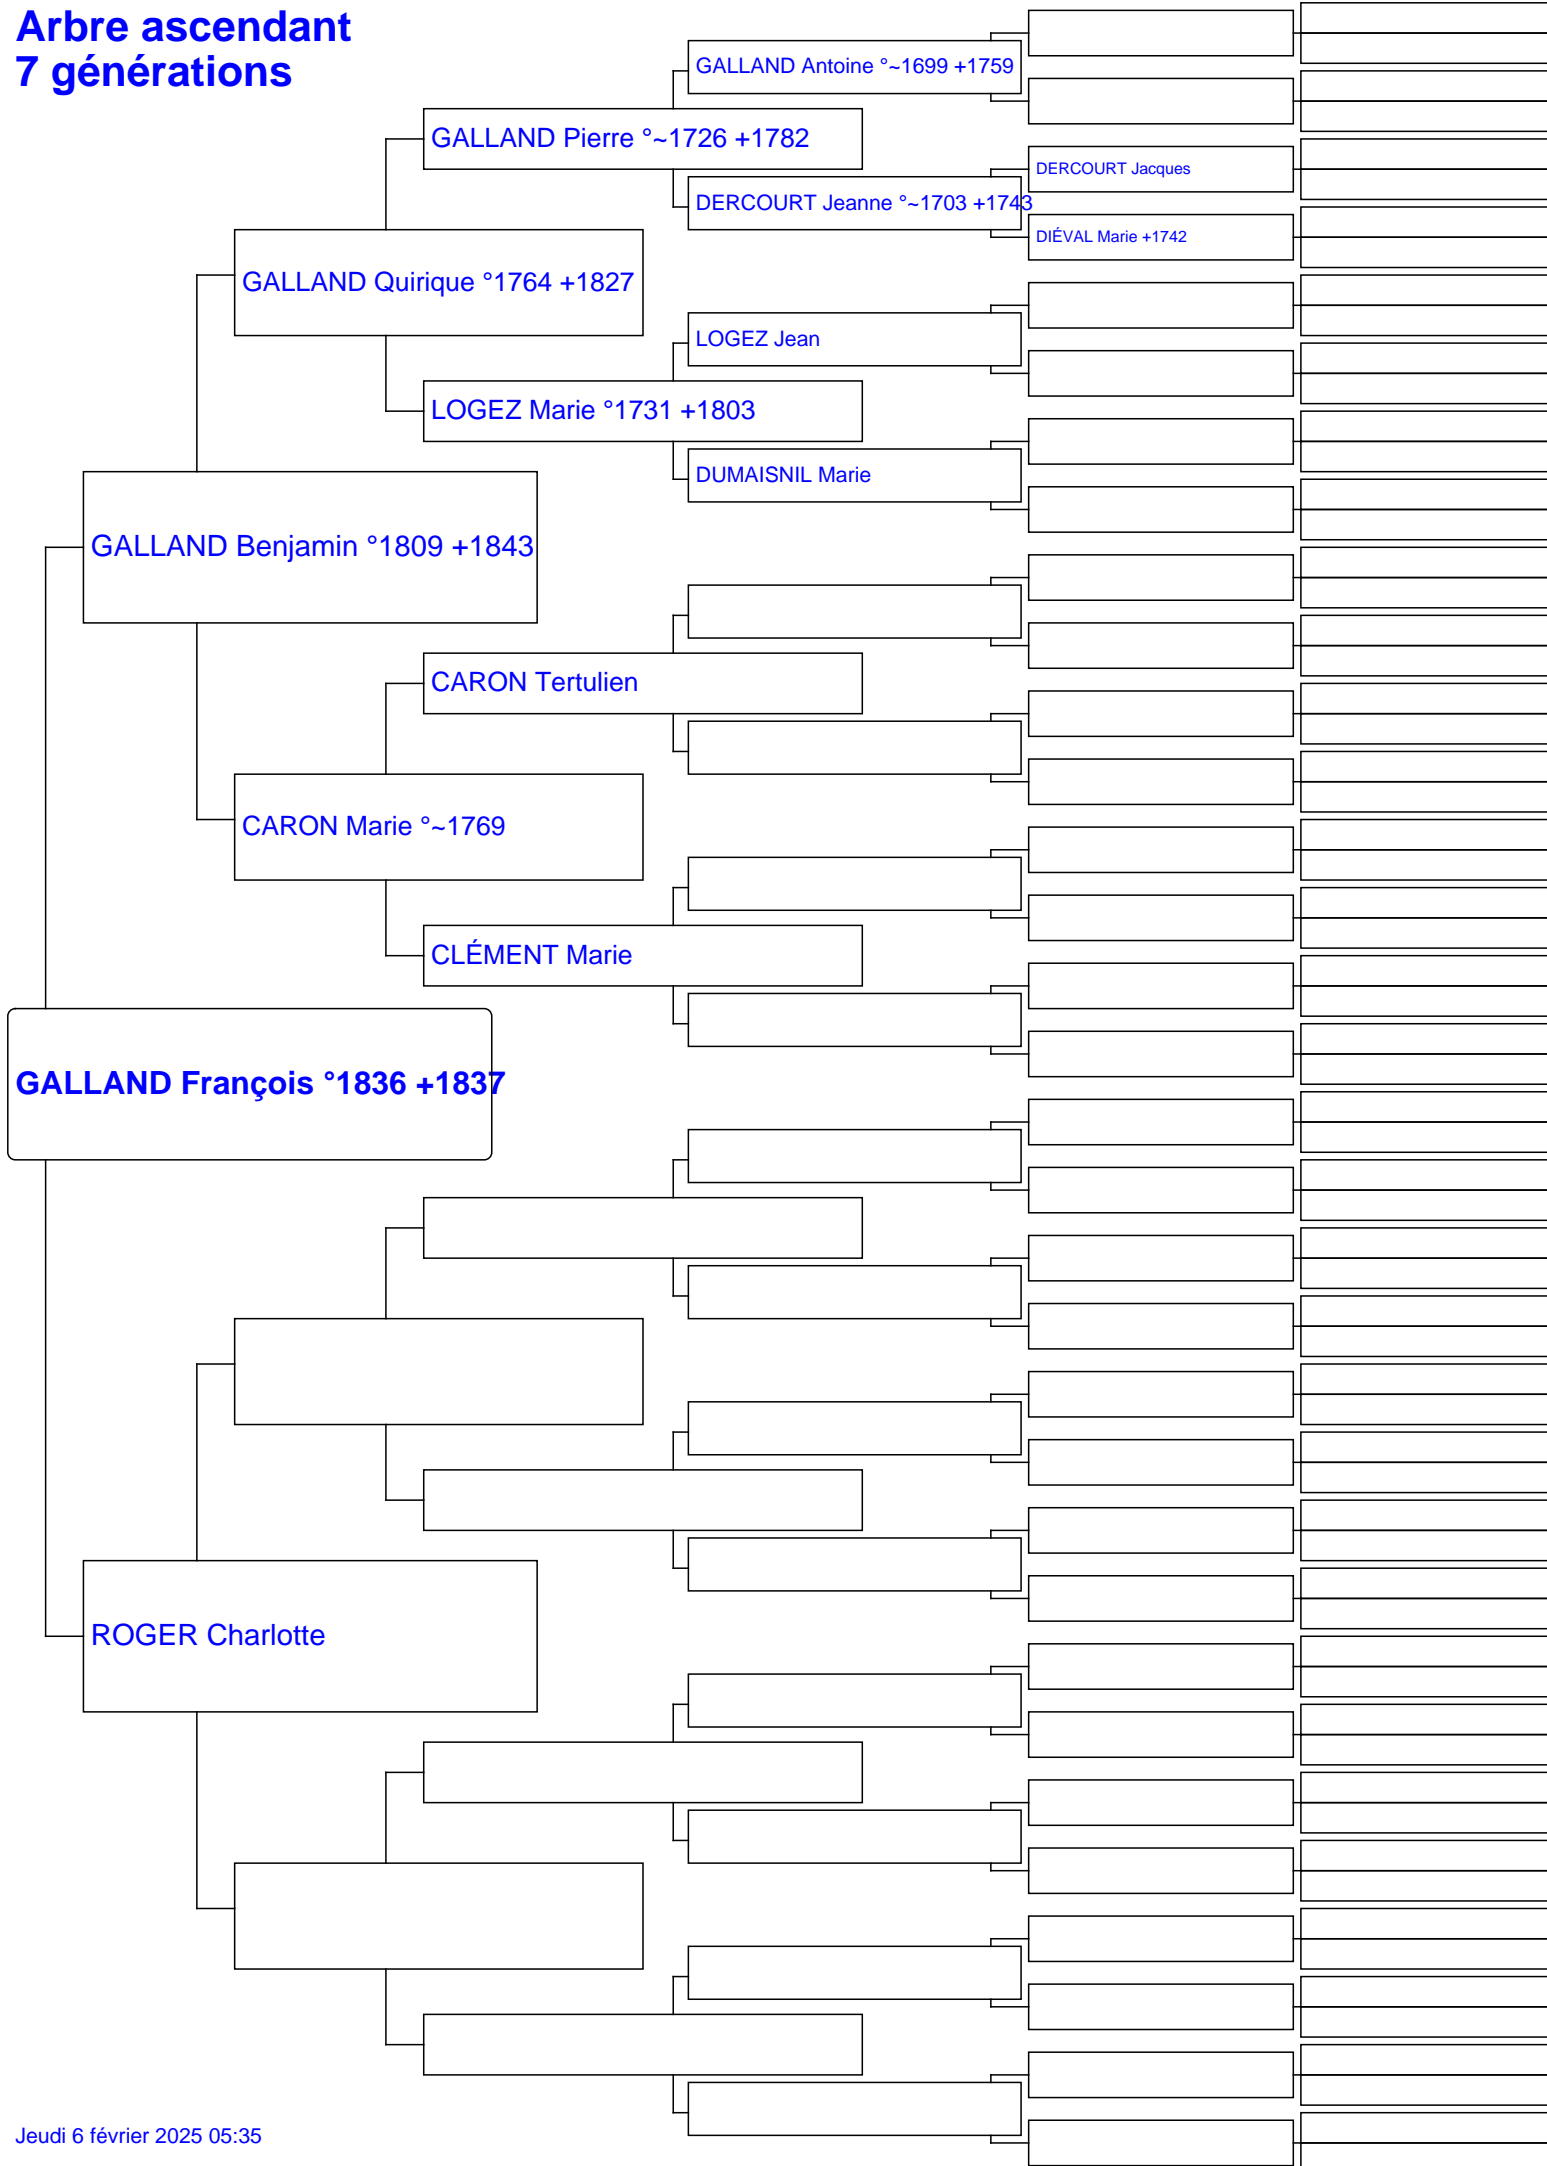 Arbre ascendant
7 générations
GALLAND Antoine °~1699 +1759
GALLAND Pierre °~1726 +1782
DERCOURT Jacques
DERCOURT Jeanne °~1703 +1743
DIÉVAL Marie +1742
GALLAND Quirique °1764 +1827
LOGEZ Jean
LOGEZ Marie °1731 +1803
DUMAISNIL Marie
GALLAND Benjamin °1809 +1843
CARON Tertulien
CARON Marie °~1769
CLÉMENT Marie
GALLAND François °1836 +1837
ROGER Charlotte
Jeudi 6 février 2025 05:35